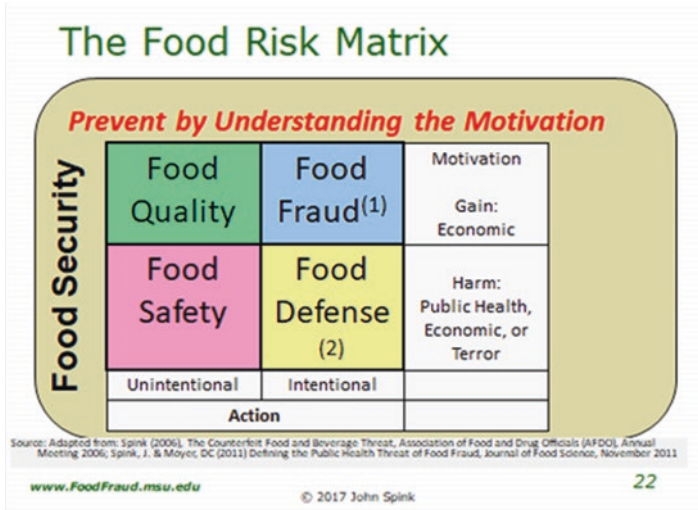 The Food Risk Matrix
Prevent by Understanding the Motivation
Food Security
Food
Quality
Food
Fraud(1)
Motivation
Gain:
Economic
Food
Safety
Food
Defense
(2)
Harm:
Public Health,
Economic, or
Terror
Unintentional
Intentional
Action
Source: Adapted from: Spink (2006), The Counterfeit Food and Beverage Threat, Association of Food and Drug Officials (AFDO), Annual
Meeting 2006; Spink, J. & Moyer, DC (2011) Defining the Public Health Threat of Food Fraud, Journal of Food Science, November 2011
www.FoodFraud.msu.edu
© 2017 John Spink
22